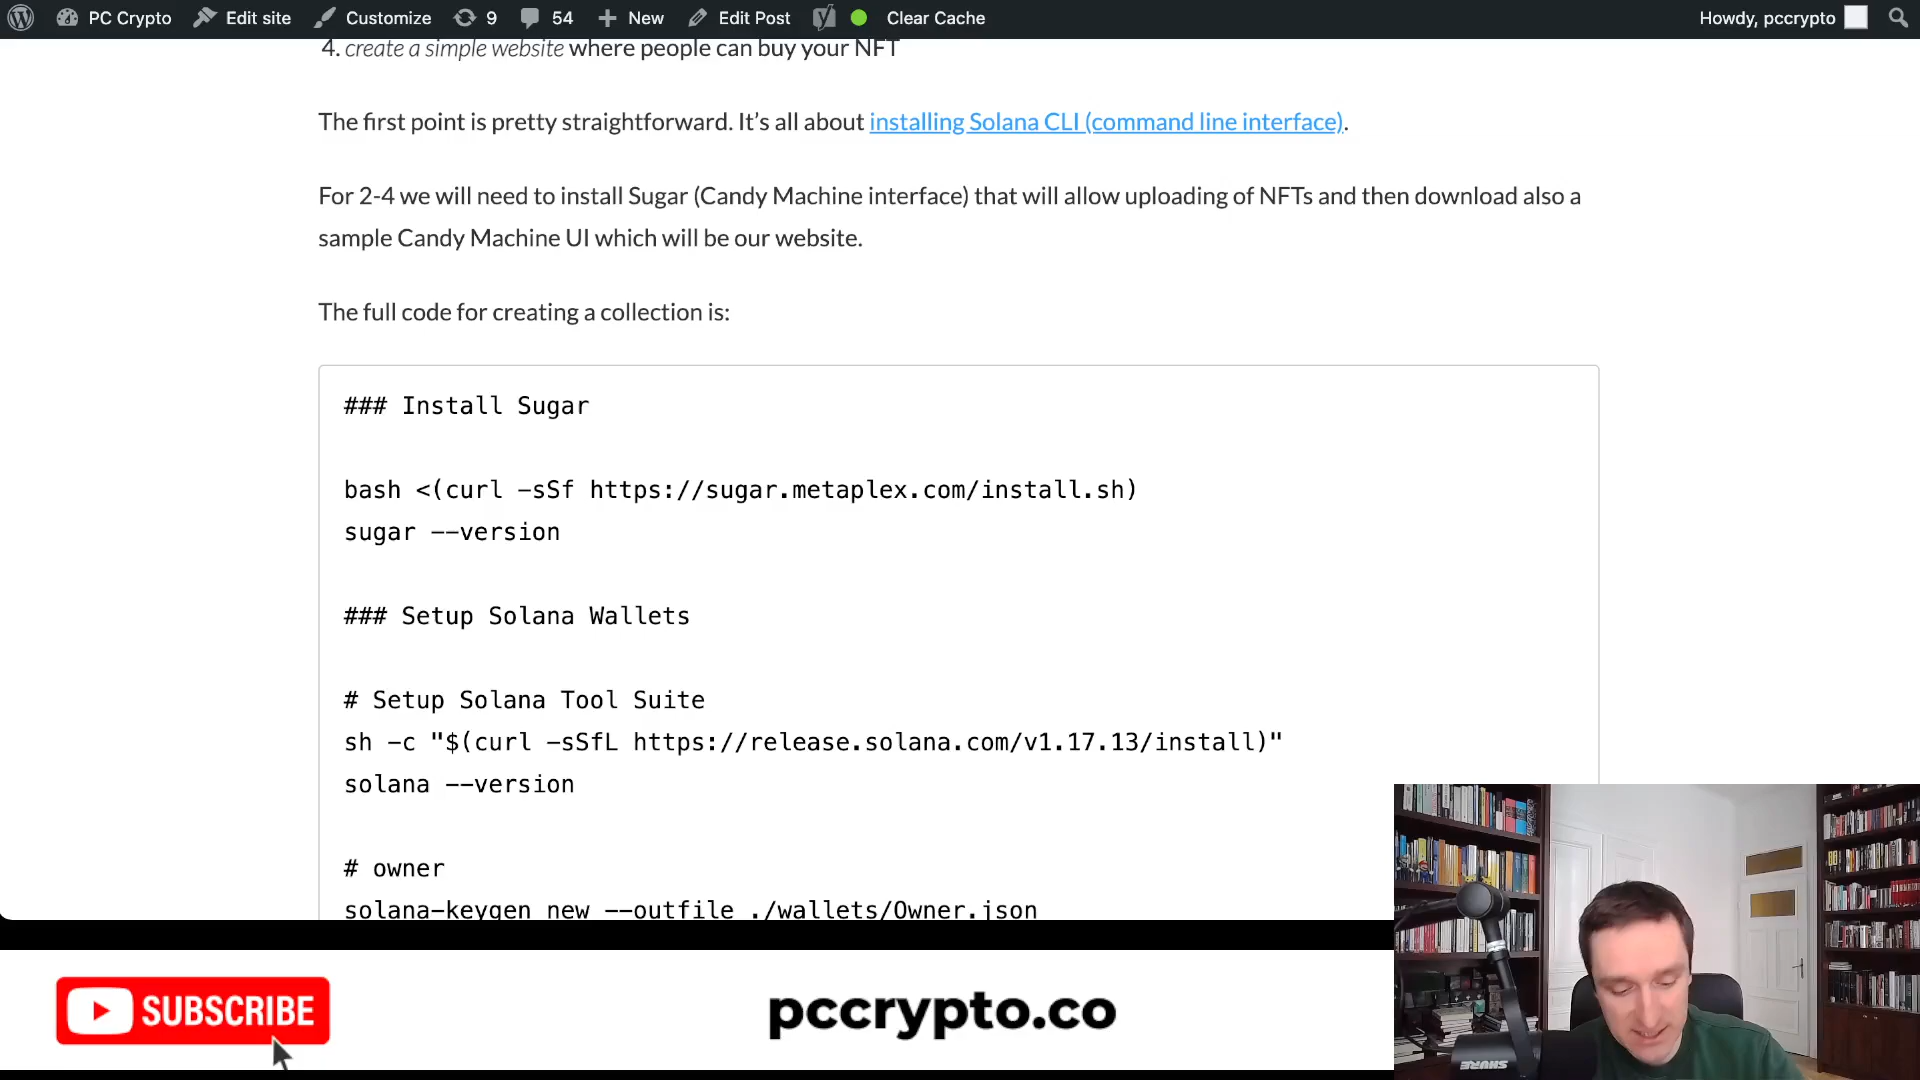 PC Crypto Edit site Customize 9 54 New Edit Post Clear Cache Howdy, pccrypto
4. create a simple website where people can buy your NFT
The first point is pretty straightforward. It's all about installing Solana CLI (command line interface).
For 2-4 we will need to install Sugar (Candy Machine interface) that will allow uploading of NFTs and then download also a
sample Candy Machine UI which will be our website.
The full code for creating a collection is:
### Install Sugar
bash <(curl -sSf https://sugar.metaplex.com/install.sh)
sugar --version
### Setup Solana Wallets
# Setup Solana Tool Suite
sh -c "$(curl -sSfL https://release.solana.com/v1.17.13/install)"
solana --version
# owner
solana-keygen new --outfile ./wallets/Owner.json
SUBSCRIBE
pccrypto.co
SHURE